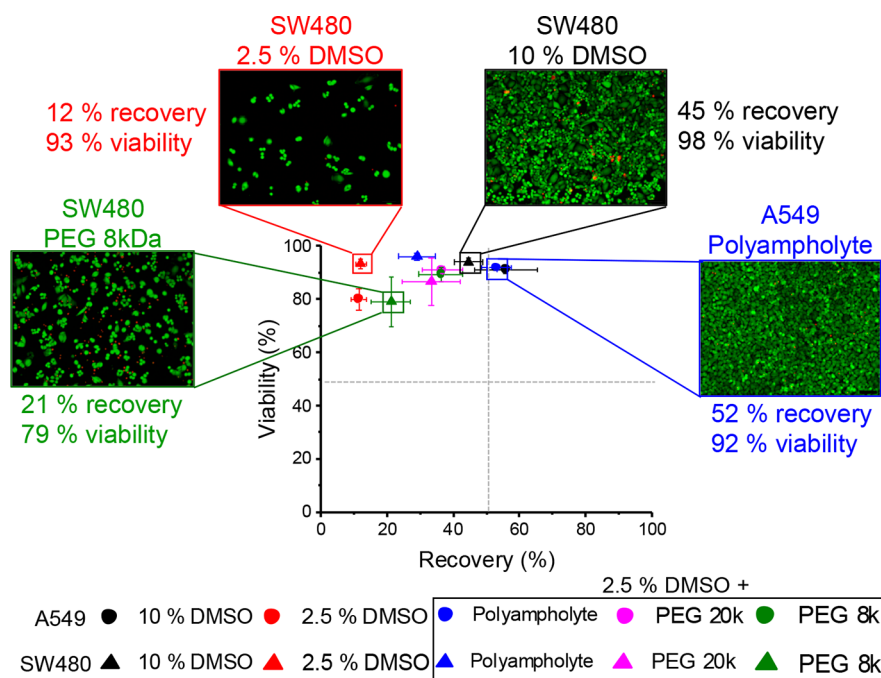 SW480
2.5 % DMSO
SW480
10 % DMSO
12 % recovery
93 % viability
45 % recovery
98 % viability
SW480
PEG 8kDa
A549
Polyampholyte
21 % recovery
79 % viability
52 % recovery
92 % viability
Viability (%)
100
80
60
40
20
0
0 20 40 60 80 100
Recovery (%)
2.5 % DMSO +
A549 10 % DMSO 2.5 % DMSO Polyampholyte PEG 20k PEG 8k
SW480 10 % DMSO 2.5 % DMSO Polyampholyte PEG 20k PEG 8k